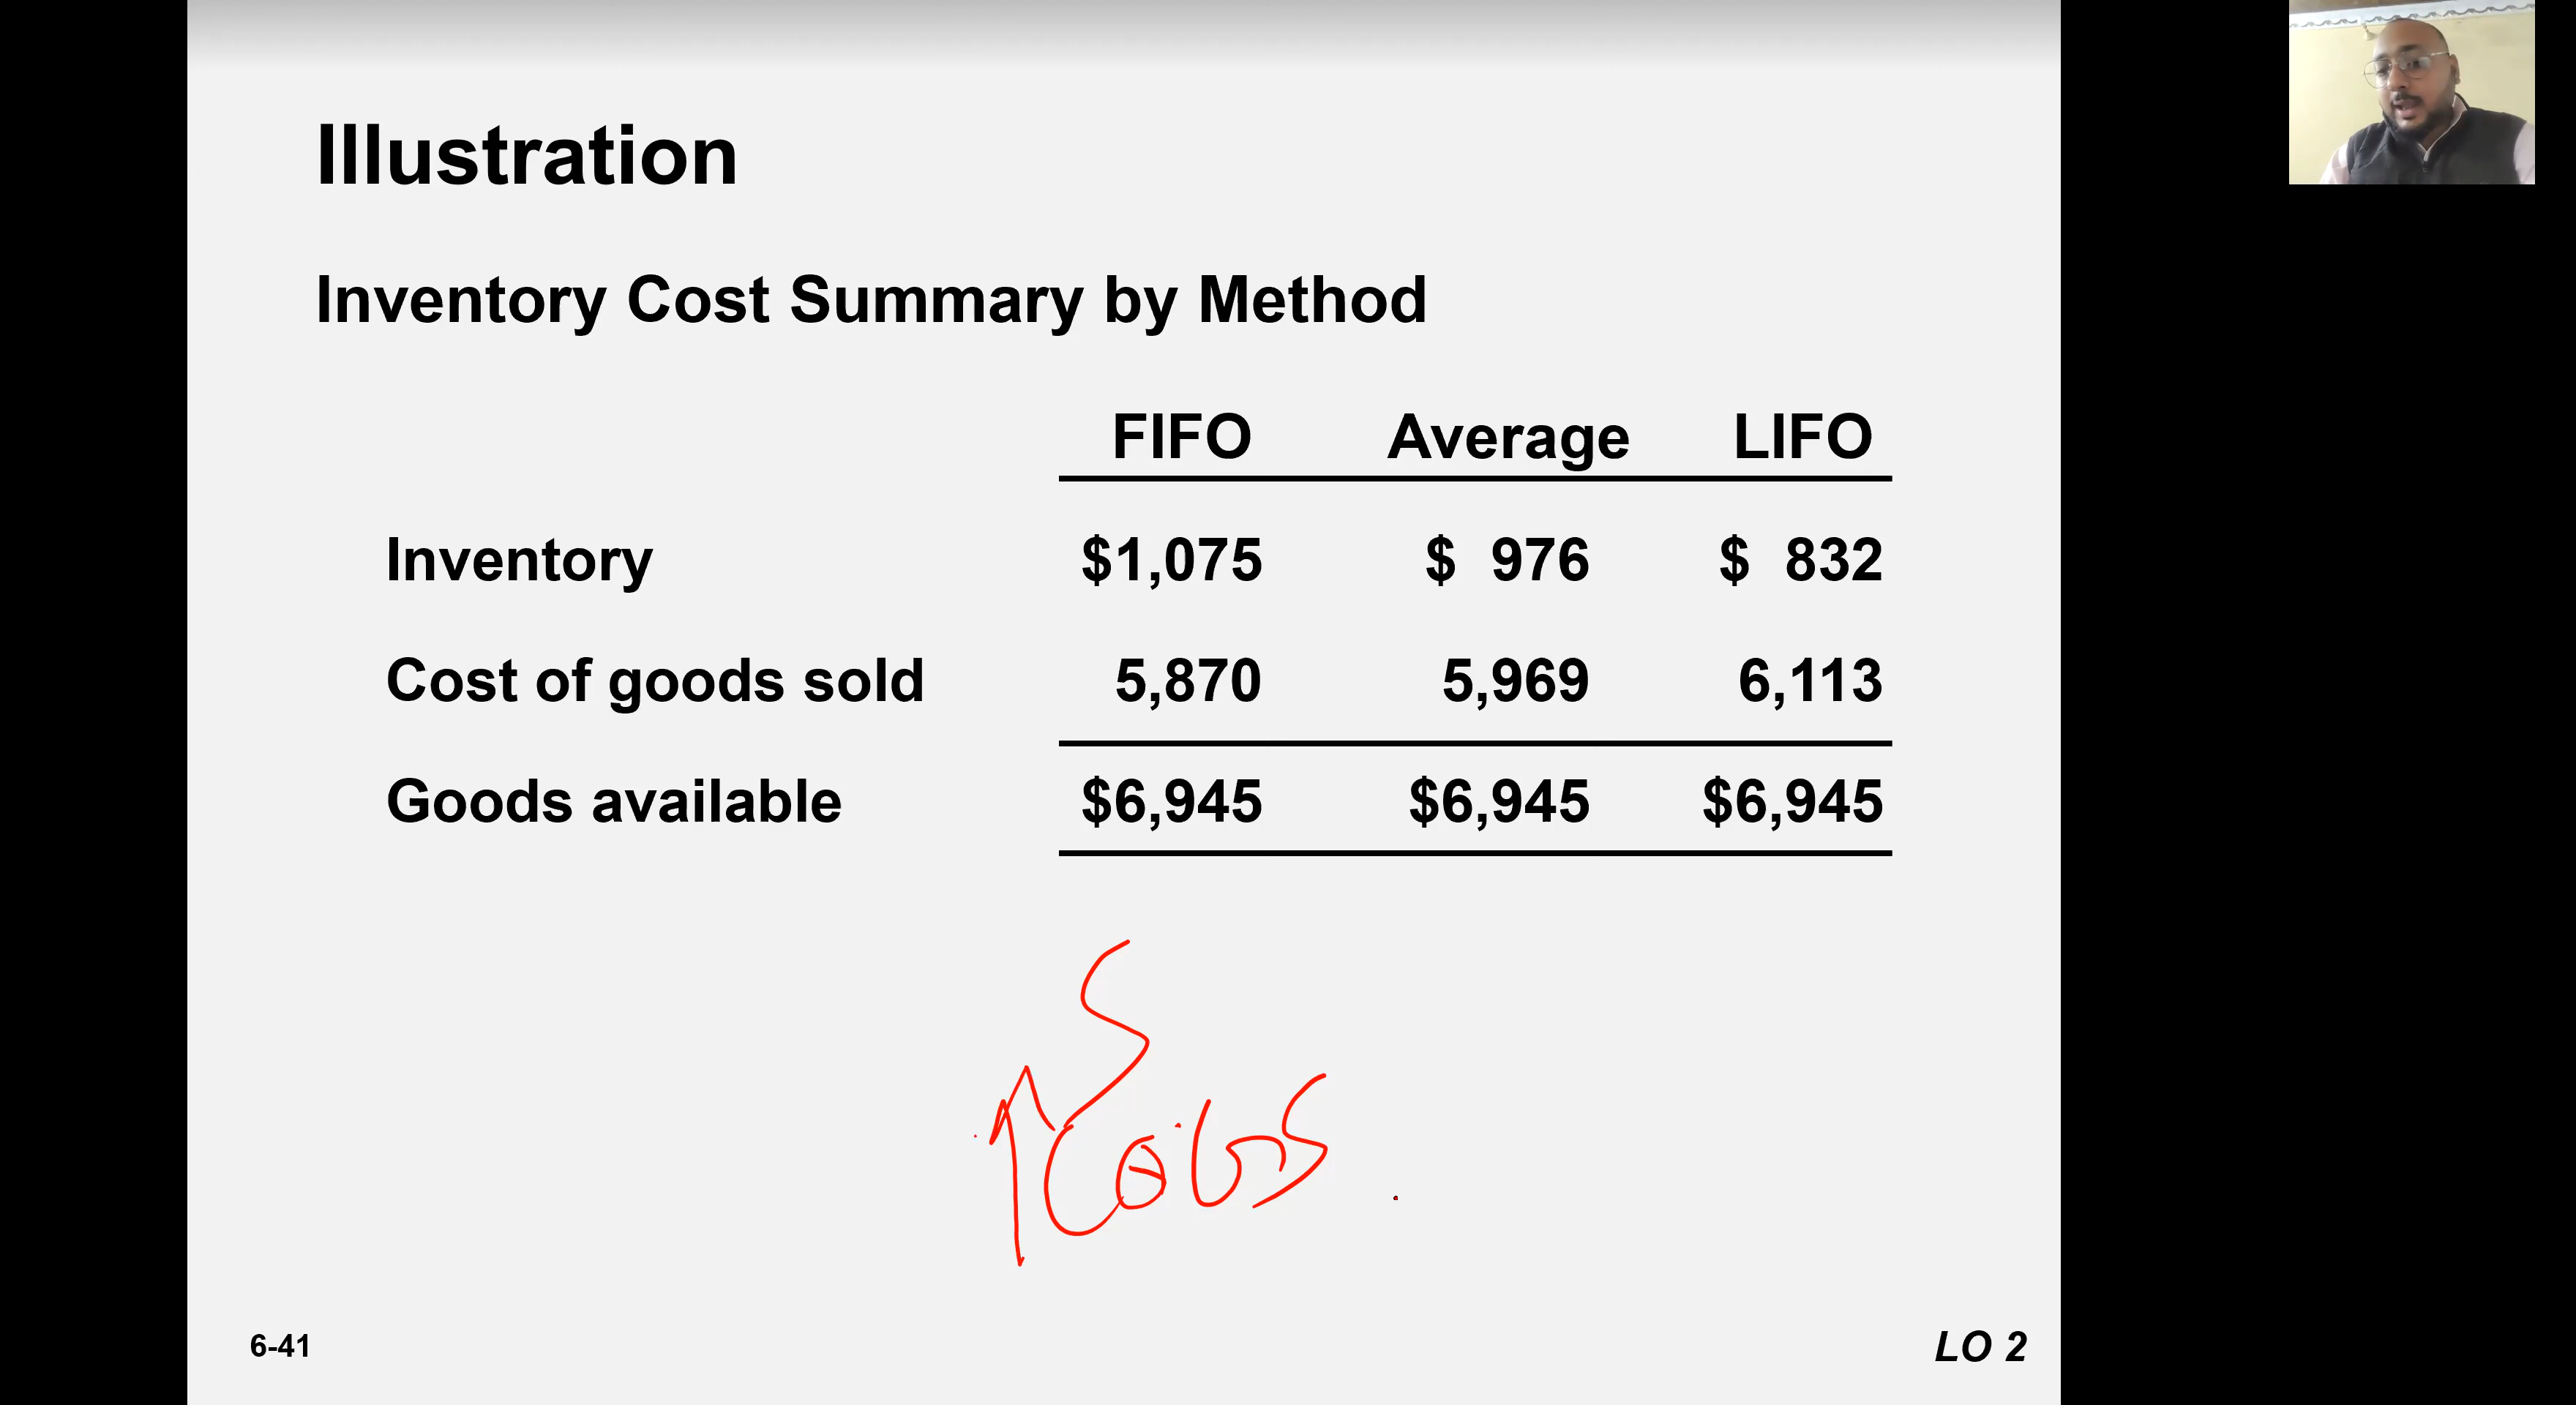 Illustration
Inventory Cost Summary by Method
FIFO Average LIFO
Inventory $1,075 $ 976 $ 832
Cost of goods sold 5,870 5,969 6,113
Goods available $6,945 $6,945 $6,945
S
↑COGS
6-41
LO 2